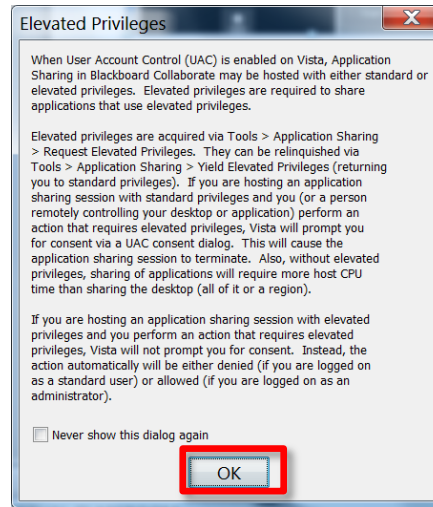 Elevated Privileges
When User Account Control (UAC) is enabled on Vista, Application
Sharing in Blackboard Collaborate may be hosted with either standard or
elevated privileges. Elevated privileges are required to share
applications that use elevated privileges.
Elevated privileges are acquired via Tools > Application Sharing
> Request Elevated Privileges. They can be relinquished via
Tools > Application Sharing > Yield Elevated Privileges (returning
you to standard privileges). If you are hosting an application
sharing session with standard privileges and you (or a person
remotely controlling your desktop or application) perform an
action that requires elevated privileges, Vista will prompt you
for consent via a UAC consent dialog. This will cause the
application sharing session to terminate. Also, without elevated
privileges, sharing of applications will require more host CPU
time than sharing the desktop (all of it or a region).
If you are hosting an application sharing session with elevated
privileges and you perform an action that requires elevated
privileges, Vista will not prompt you for consent. Instead, the
action automatically will be either denied (if you are logged on
as a standard user) or allowed (if you are logged on as an
administrator).
Never show this dialog again
OK